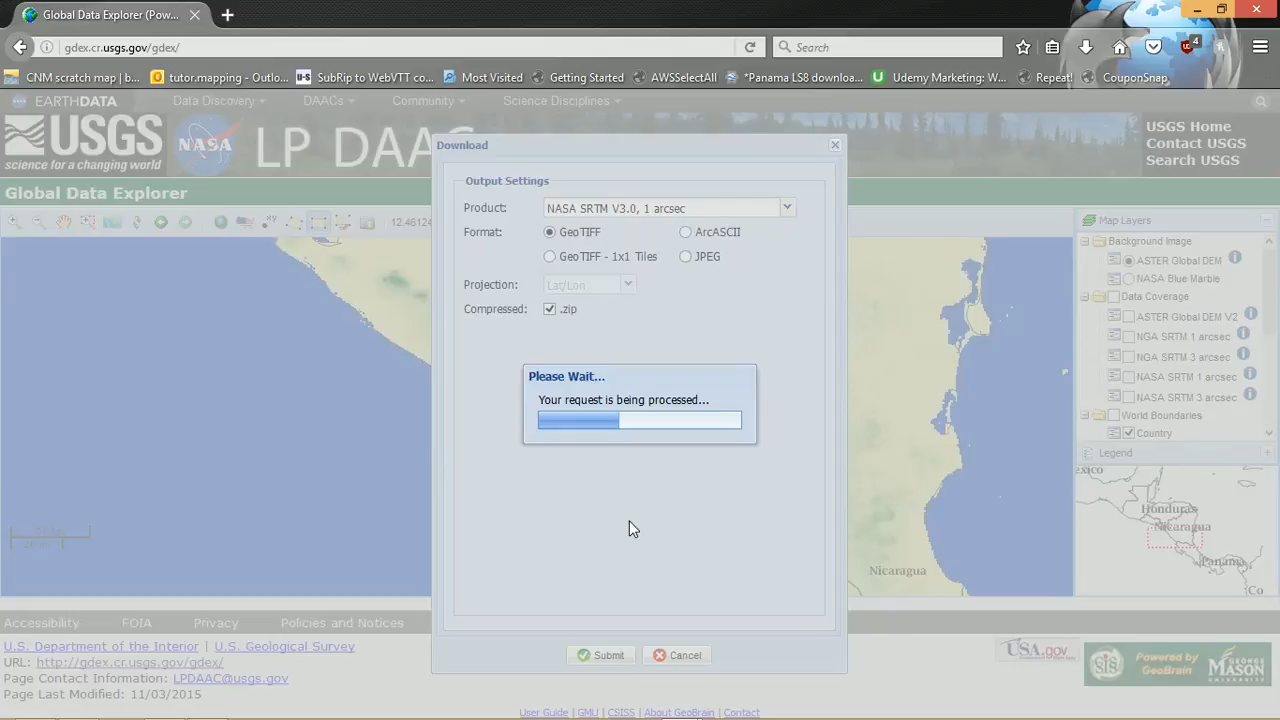 Global Data Explorer (Pow...
gdex.cr.usgs.gov/gdex/
Search
4
CNM scratch map | b...
tutor.mapping - Outlo...
SubRip to WebVTT co...
Most Visited
Getting Started
AWSSelectAll
*Panama LS8 downloa...
Udemy Marketing: W...
Repeat!
CouponSnap
EARTHDATA
Data Discovery
DAACs
Community
Science Disciplines
USGS
science for a changing world
NASA
LP DAAC
USGS Home
Contact USGS
Search USGS
Global Data Explorer
12.46124
Download
Output Settings
Product: NASA SRTM V3.0, 1 arcsec
Format: GeoTIFF ArcASCII
GeoTIFF - 1x1 Tiles JPEG
Projection: Lat/Lon
Compressed: .zip
Please Wait...
Your request is being processed...
Submit
Cancel
Map Layers
Background Image
ASTER Global DEM
NASA Blue Marble
Data Coverage
ASTER Global DEM V2
NGA SRTM 1 arcsec
NGA SRTM 3 arcsec
NASA SRTM 1 arcsec
NASA SRTM 3 arcsec
World Boundaries
Country
Legend
Honduras
Nicaragua
Panama
Co
Nicaragua
Accessibility FOIA Privacy Policies and Notices
U.S. Department of the Interior | U.S. Geological Survey
URL: http://gdex.cr.usgs.gov/gdex/
Page Contact Information: LPDAAC@usgs.gov
Page Last Modified: 11/03/2015
USA.gov
Powered by
GeoBrain
GEORGE
MASON
UNIVERSITY
User Guide | GMU | CSISS | About GeoBrain | Contact